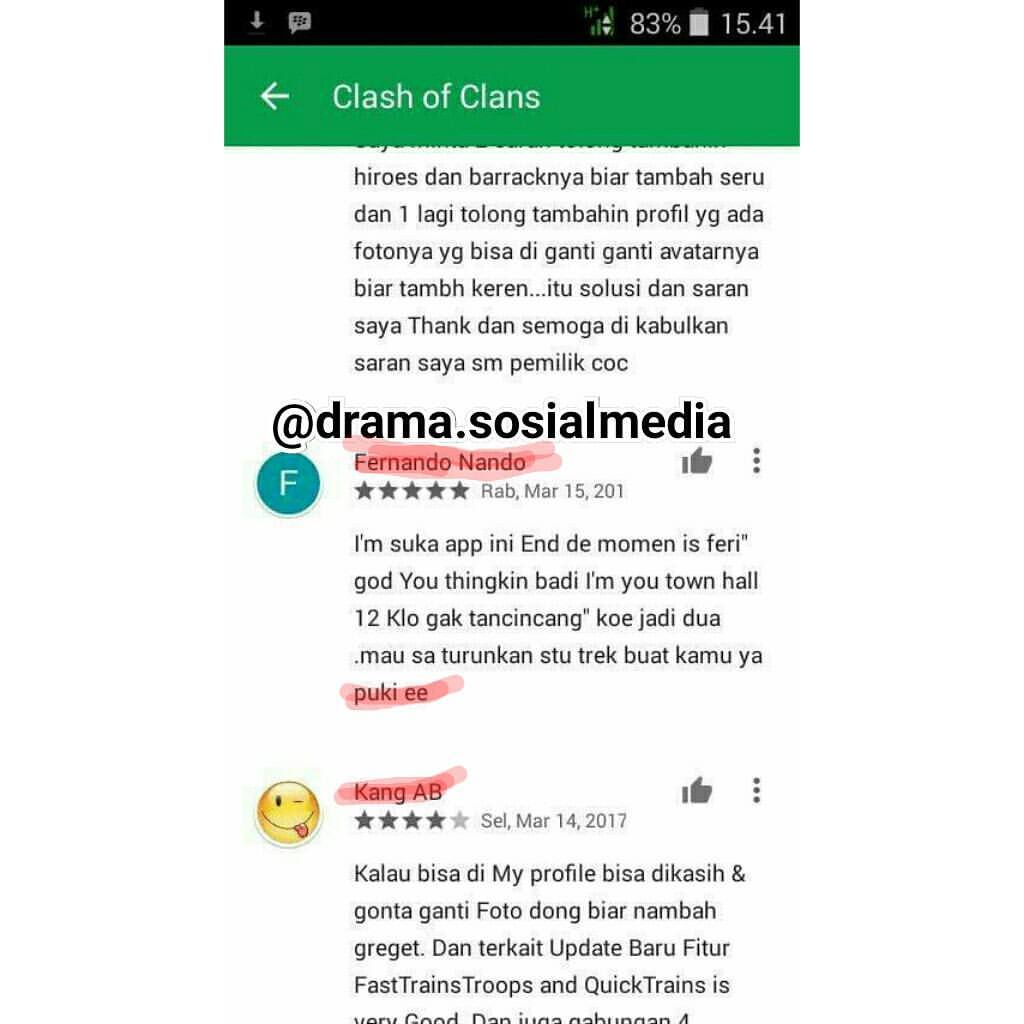 83% 15.41
Clash of Clans
hiroes dan barracknya biar tambah seru
dan 1 lagi tolong tambahin profil yg ada
fotonya yg bisa di ganti ganti avatarnya
biar tambh keren...itu solusi dan saran
saya Thank dan semoga di kabulkan
saran saya sm pemilik coc
@drama.sosialmedia
Fernando Nando
F
Rab, Mar 15, 201
I'm suka app ini End de momen is feri"
god You thingkin badi I'm you town hall
12 Klo gak tancincang" koe jadi dua
.mau sa turunkan stu trek buat kamu ya
puki ee
Kang AB
Sel, Mar 14, 2017
Kalau bisa di My profile bisa dikasih &
gonta ganti Foto dong biar nambah
greget. Dan terkait Update Baru Fitur
FastTrainsTroops and QuickTrains is
very Good. Dan juga gabungan 4